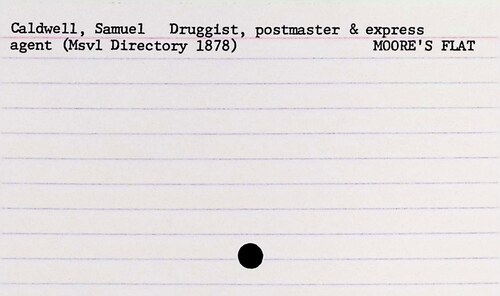 Caldwell, Samuel   Druggist, postmaster & express
agent (Msvl Directory 1878)   MOORE'S FLAT